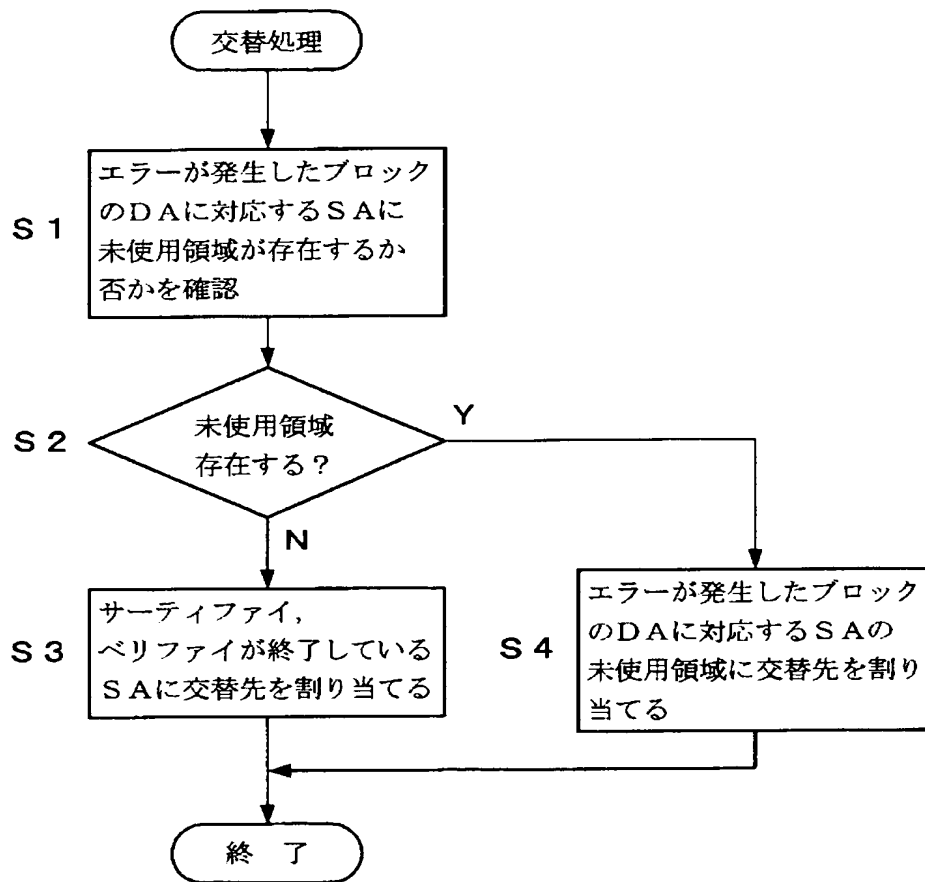 交替処理
S1
エラーが発生したブロック
のDAに対応するSAに
未使用領域が存在するか
否かを確認
S2
未使用領域
存在する？
Y
N
S3
サーティファイ，
ベリファイが終了している
SAに交替先を割り当てる
S4
エラーが発生したブロック
のDAに対応するSAの
未使用領域に交替先を割り
当てる
終 了